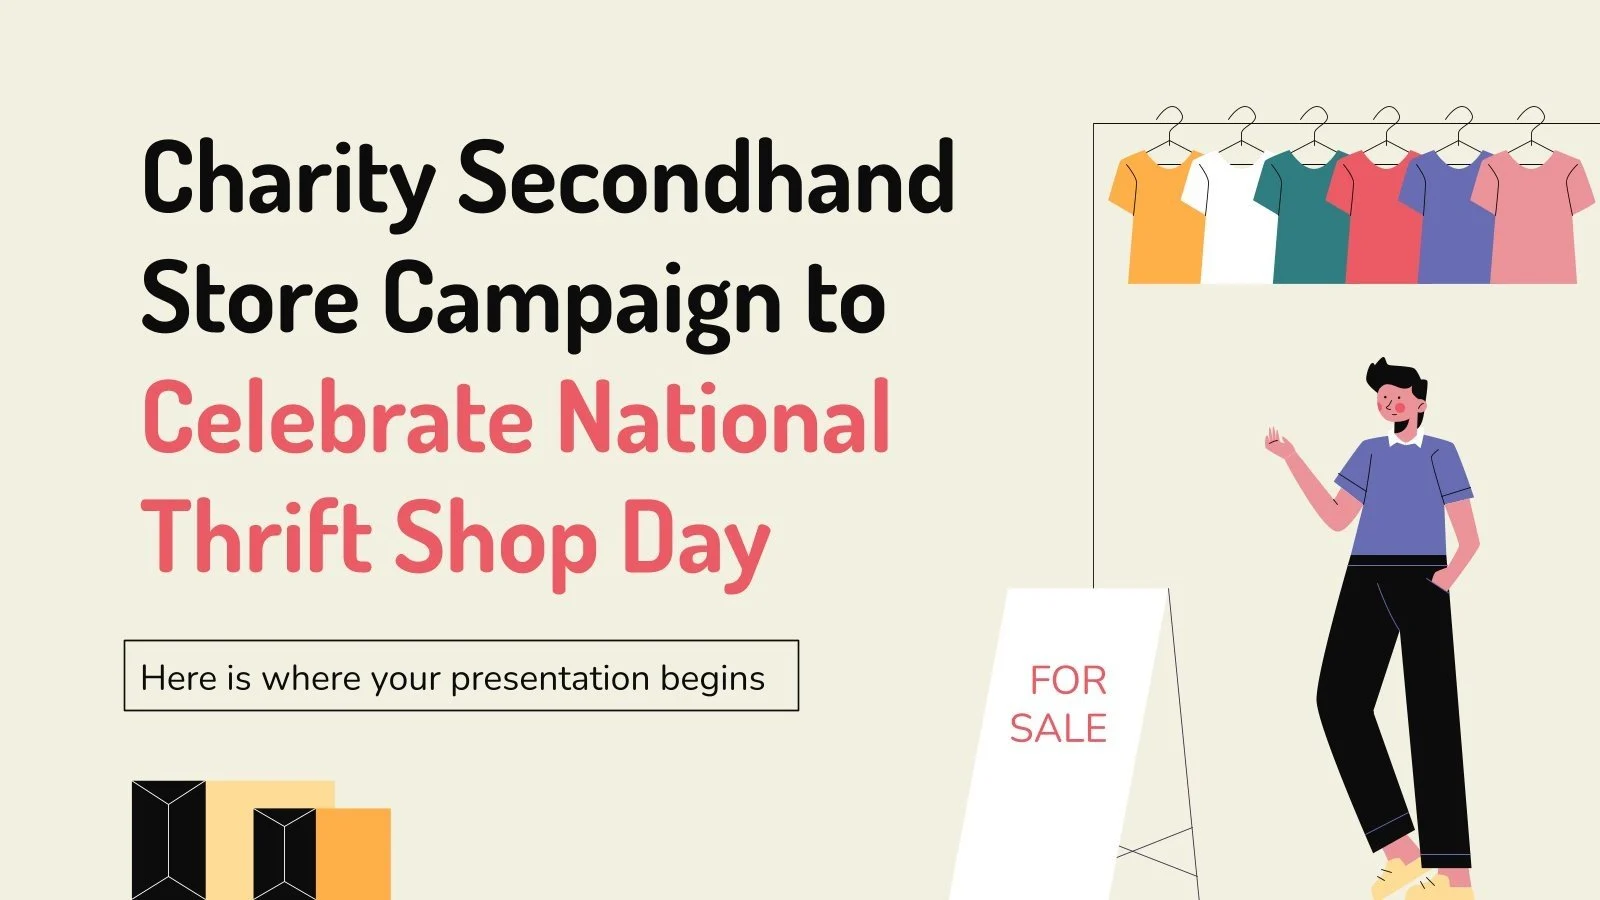 Charity Secondhand
Store Campaign to
Celebrate National
Thrift Shop Day
Here is where your presentation begins
FOR
SALE